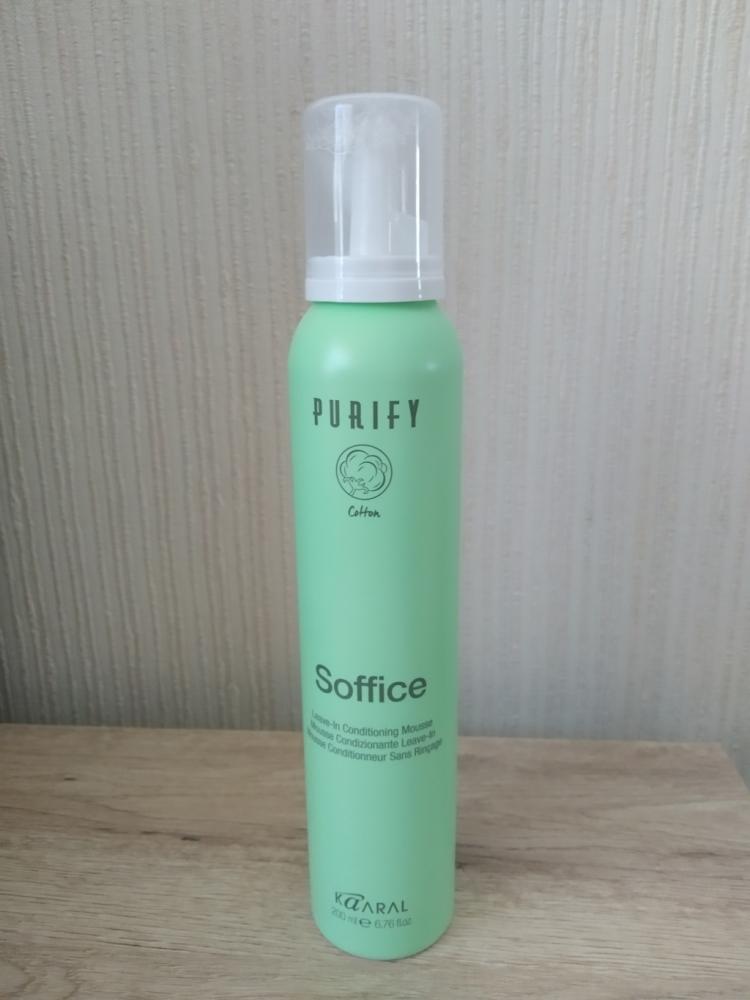 PURIFY
Cotton
Soffice
Leave-In Conditioning Mousse
Mousse Condizionante Leave-In
Mousse Conditionneur Sans Rinçage
KaARAL
200 ml e 6.76 fl.oz